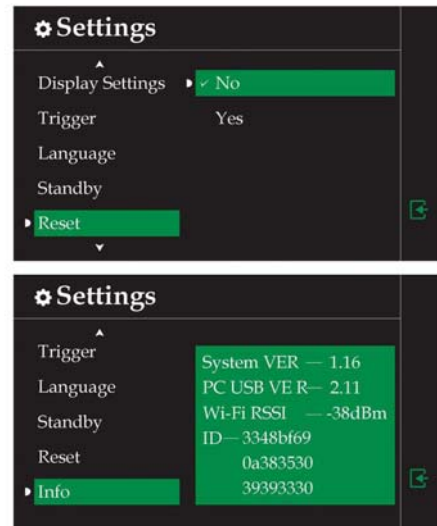 Settings
Display Settings ✓ No
Trigger Yes
Language
Standby
Reset
Settings
Trigger
System VER — 1.16
Language PC USB VE R— 2.11
Standby Wi-Fi RSSI — -38dBm
ID—3348bf69
Reset 0a383530
Info 39393330